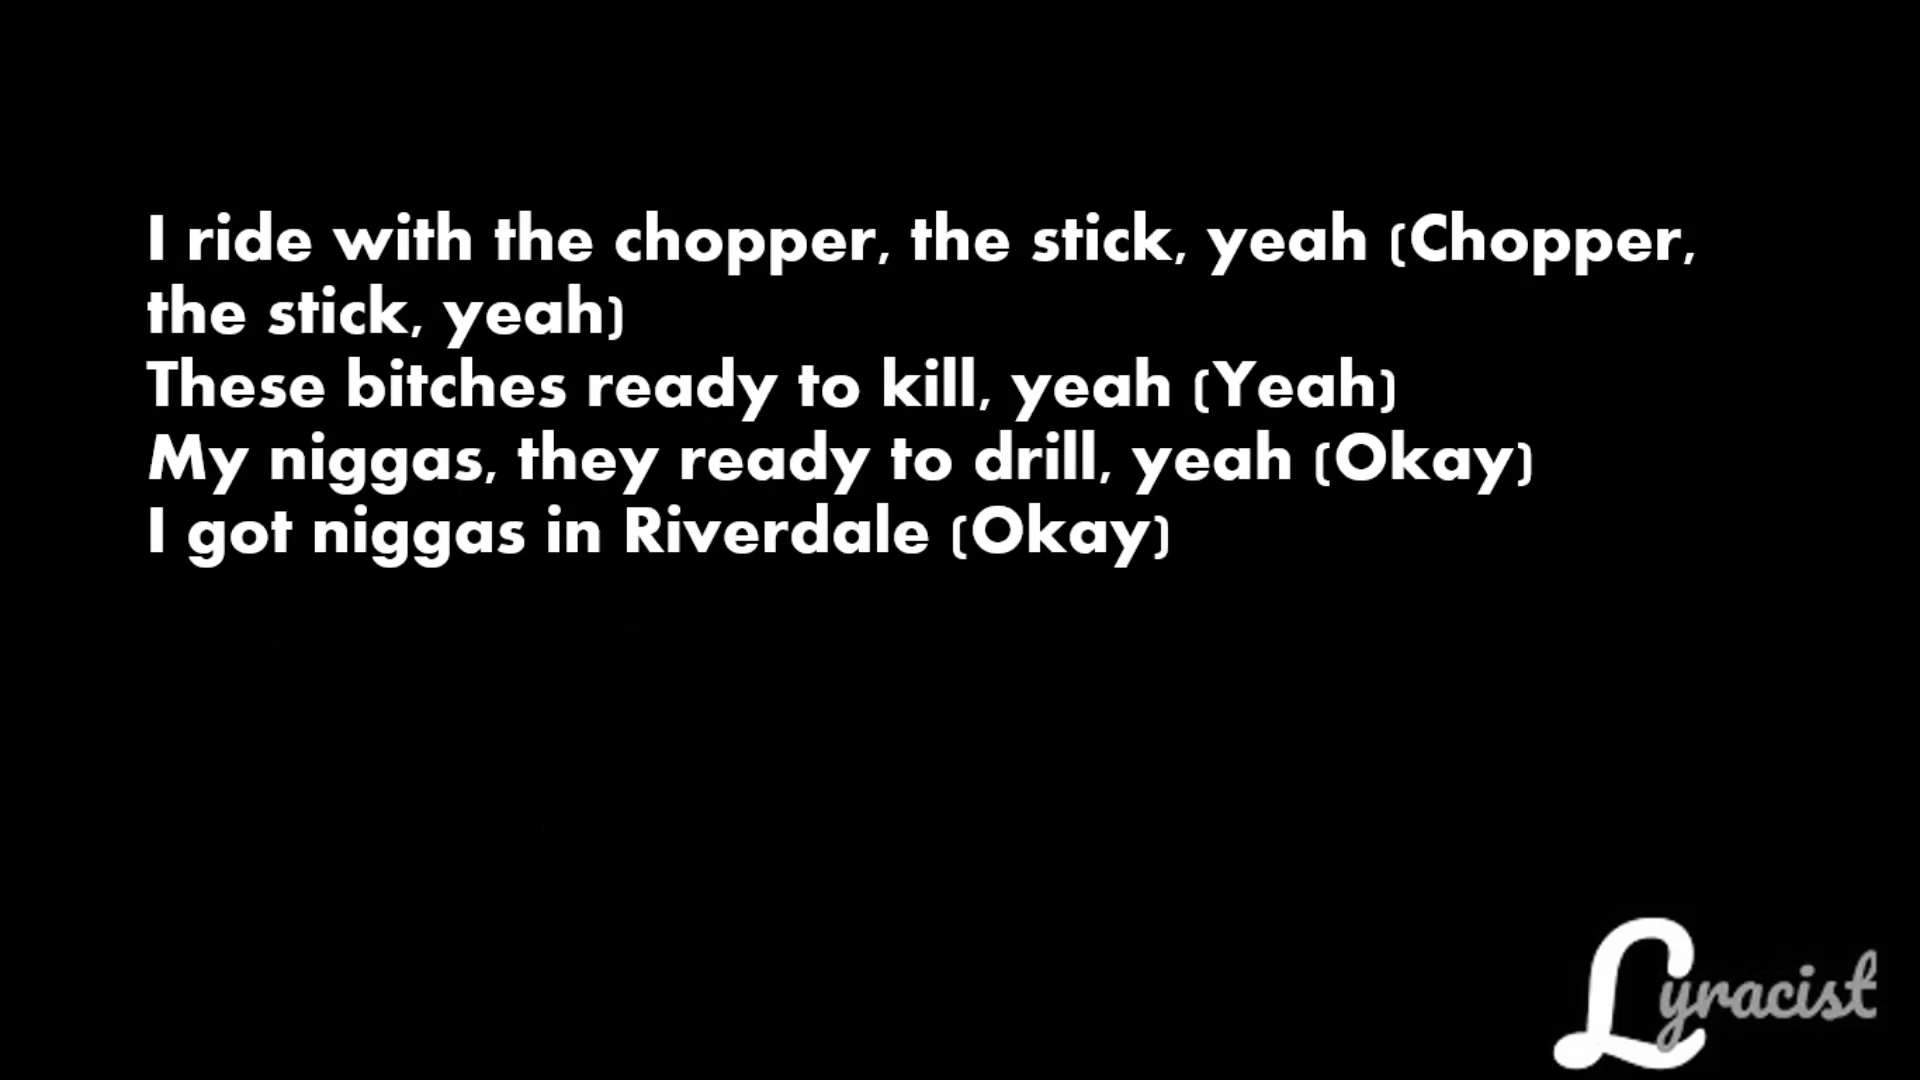 I ride with the chopper, the stick, yeah (Chopper,
the stick, yeah)
These bitches ready to kill, yeah (Yeah)
My niggas, they ready to drill, yeah (Okay)
I got niggas in Riverdale (Okay)
Lyracist